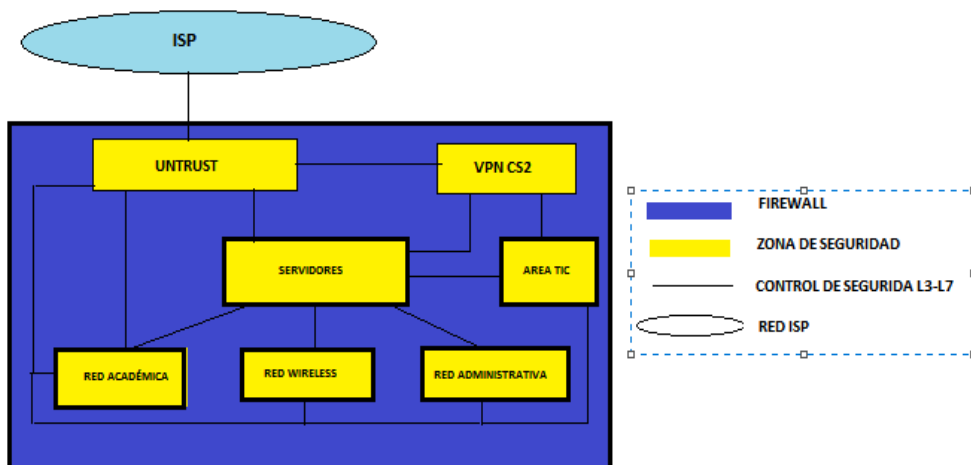 ISP
UNTRUST
VPN CS2
SERVIDORES
AREA TIC
RED ACADÉMICA
RED WIRELESS
RED ADMINISTRATIVA
FIREWALL
ZONA DE SEGURIDAD
CONTROL DE SEGURIDA L3-L7
RED ISP